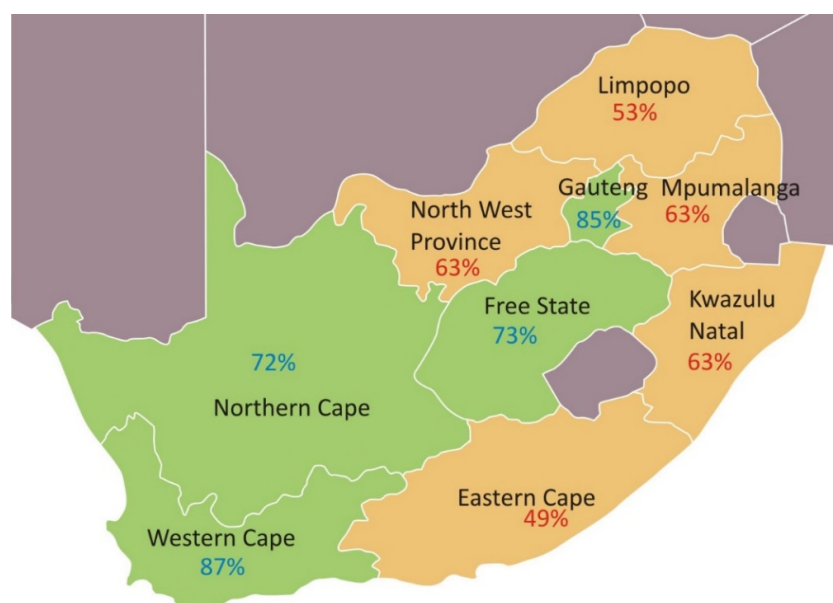 Limpopo
53%
Gauteng
85%
Mpumalanga
63%
North West
Province
63%
Free State
73%
Kwazulu
Natal
63%
72%
Northern Cape
Eastern Cape
49%
Western Cape
87%